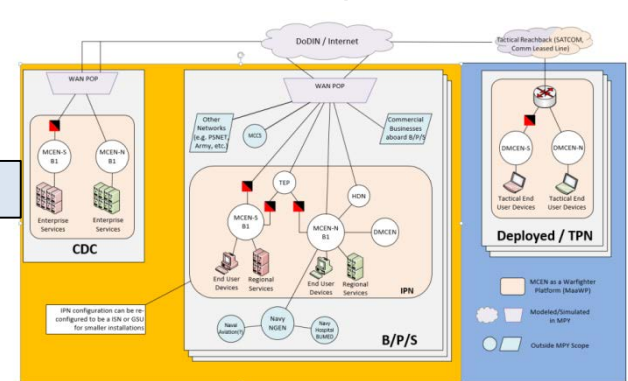 DoDIN / Internet
Tactical Reachback (SATCOM,
Comm Leased Line)
WAN POP
WAN POP
Other
Networks
(e.g. PSNET,
Army, etc.)
MCCS
Commercial
Businesses
aboard B/P/S
MCEN-S
B1
MCEN-N
B1
Enterprise
Services
Enterprise
Services
CDC
TEP
HDN
MCEN-S
B1
MCEN-N
B1
DMCEN
End User
Devices
Regional
Services
End User
Devices
Regional
Services
IPN
IPN configuration can be re-
configured to be a ISN or GSU
for smaller installations
Naval
Aviation(?)
Navy
NGEN
Navy
Hospital
BUMED
B/P/S
DMCEN-S
DMCEN-N
Tactical End
User Devices
Tactical End
User Devices
Deployed / TPN
MCEN as a Warfighter
Platform (MaaWP)
Modeled/Simulated
in MPY
Outside MPY Scope